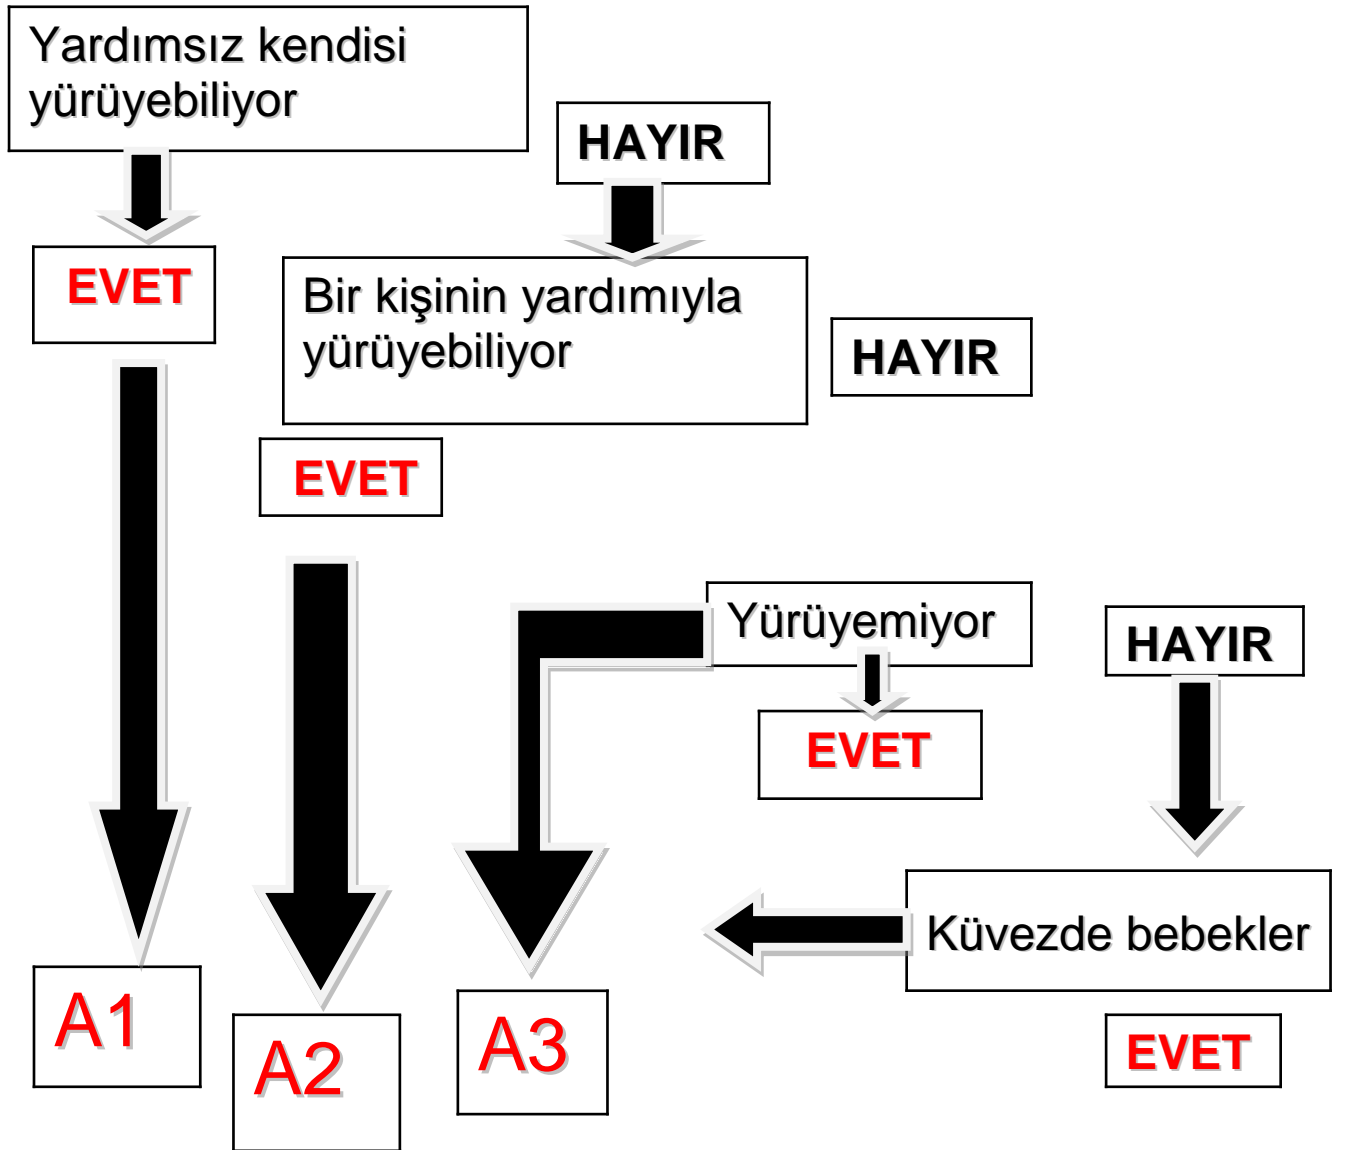 Yardımsız kendisi
yürüyebiliyor
HAYIR
EVET
Bir kişinin yardımıyla
yürüyebiliyor
HAYIR
EVET
Yürüyemiyor
HAYIR
EVET
Küvezde bebekler
A1
A2
A3
EVET